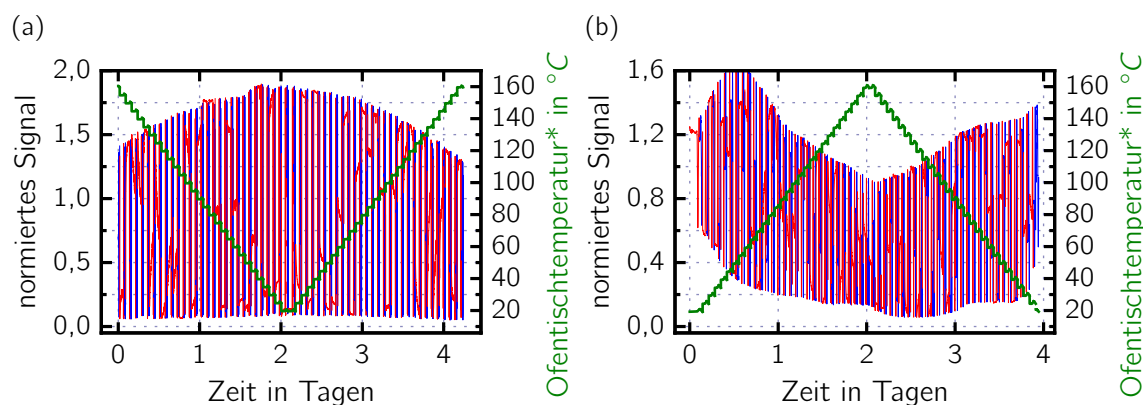 (a)
normiertes Signal
2,0
1,5
1,0
0,5
0,0
0 1 2 3 4
Zeit in Tagen
160
140
120
100
80
60
40
20
Ofentischtemperatur* in °C
(b)
normiertes Signal
1,6
1,2
0,8
0,4
0,0
0 1 2 3 4
Zeit in Tagen
160
140
120
100
80
60
40
20
Ofentischtemperatur* in °C